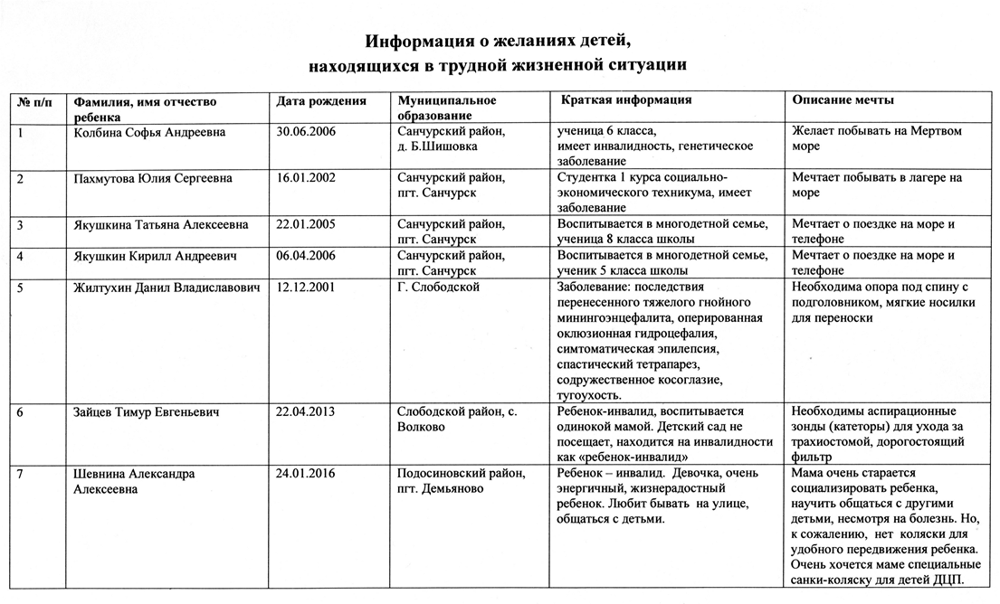 Информация о желаниях детей,
находящихся в трудной жизненной ситуации
№ п/п Фамилия, имя отчество ребенка Дата рождения Муниципальное образование Краткая информация Описание мечты
1 Колбина Софья Андреевна 30.06.2006 Санчурский район, ученица 6 класса, Желает побывать на Мертвом
д. Б.Шишовка имеет инвалидность, генетическое море
заболевание
2 Пахмутова Юлия Сергеевна 16.01.2002 Санчурский район, Студентка 1 курса социально- Мечтает побывать в лагере на
пгт. Санчурск экономического техникума, имеет море
заболевание
3 Якушкина Татьяна Алексеевна 22.01.2005 Санчурский район, Воспитывается в многодетной семье, Мечтает о поездке на море и
пгт. Санчурск ученица 8 класса школы телефоне
4 Якушкин Кирилл Андреевич 06.04.2006 Санчурский район, Воспитывается в многодетной семье, Мечтает о поездке на море и
пгт. Санчурск ученик 5 класса школы телефоне
5 Жилтухин Данил Владиславович 12.12.2001 Г. Слободской Заболевание: последствия Необходима опора под спину с
перенесенного тяжелого гнойного подголовником, мягкие носилки
минингоэнцефалита, оперированная для переноски
оклюзионная гидроцефалия,
симтоматическая эпилепсия,
спастический тетрапарез,
содружественное косоглазие,
тугоухость.
6 Зайцев Тимур Евгеньевич 22.04.2013 Слободской район, с. Ребенок-инвалид, воспитывается Необходимы аспирационные
Волково одинокой мамой. Детский сад не зонды (катеторы) для ухода за
посещает, находится на инвалидности трахиостомой, дорогостоящий
как «ребенок-инвалид» фильтр
7 Шевнина Александра 24.01.2016 Подосиновский район, Ребенок – инвалид. Девочка, очень Мама очень старается
Алексеевна пгт. Демьяново энергичный, жизнерадостный социализировать ребенка,
ребенок. Любит бывать на улице, научить общаться с другими
общаться с детьми. детьми, несмотря на болезнь. Но,
к сожалению, нет коляски для
удобного передвижения ребенка.
Очень хочется маме специальные
санки-коляску для детей ДЦП.